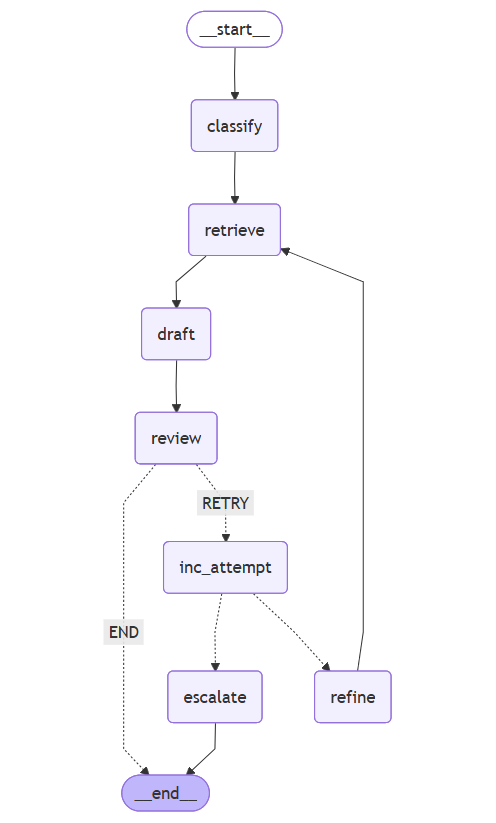 __start__
classify
retrieve
draft
review
RETRY
inc_attempt
END
escalate
refine
__end__